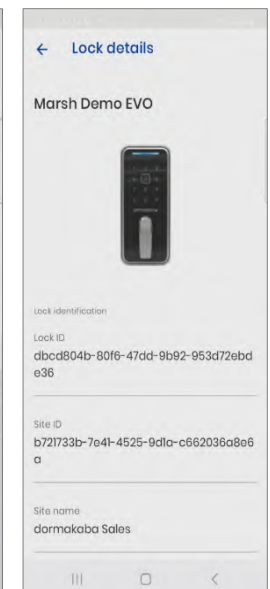 Lock details
Marsh Demo EVO
Lock identification
Lock ID
dbcd804b-80f6-47dd-9b92-953d72ebd
e36
Site ID
b721733b-7e41-4525-9d1a-c662036a8e6
a
Site name
dormakaba Sales